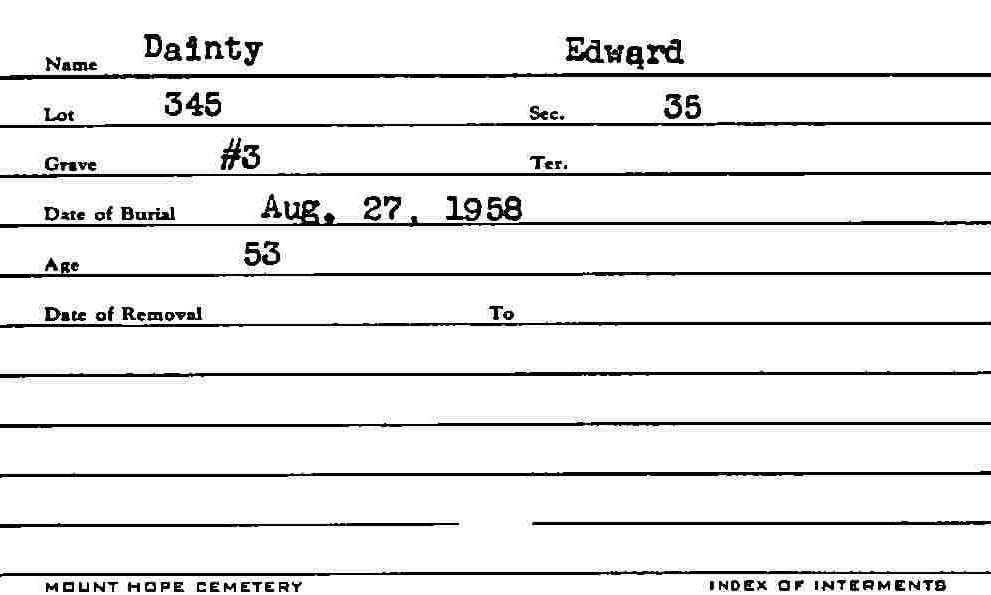 Name Dainty Edward
Lot 345 Sec. 35
Grave #3 Ter.
Date of Burial Aug. 27, 1958
Age 53
Date of Removal To
MOUNT HOPE CEMETERY INDEX OF INTERMENTS